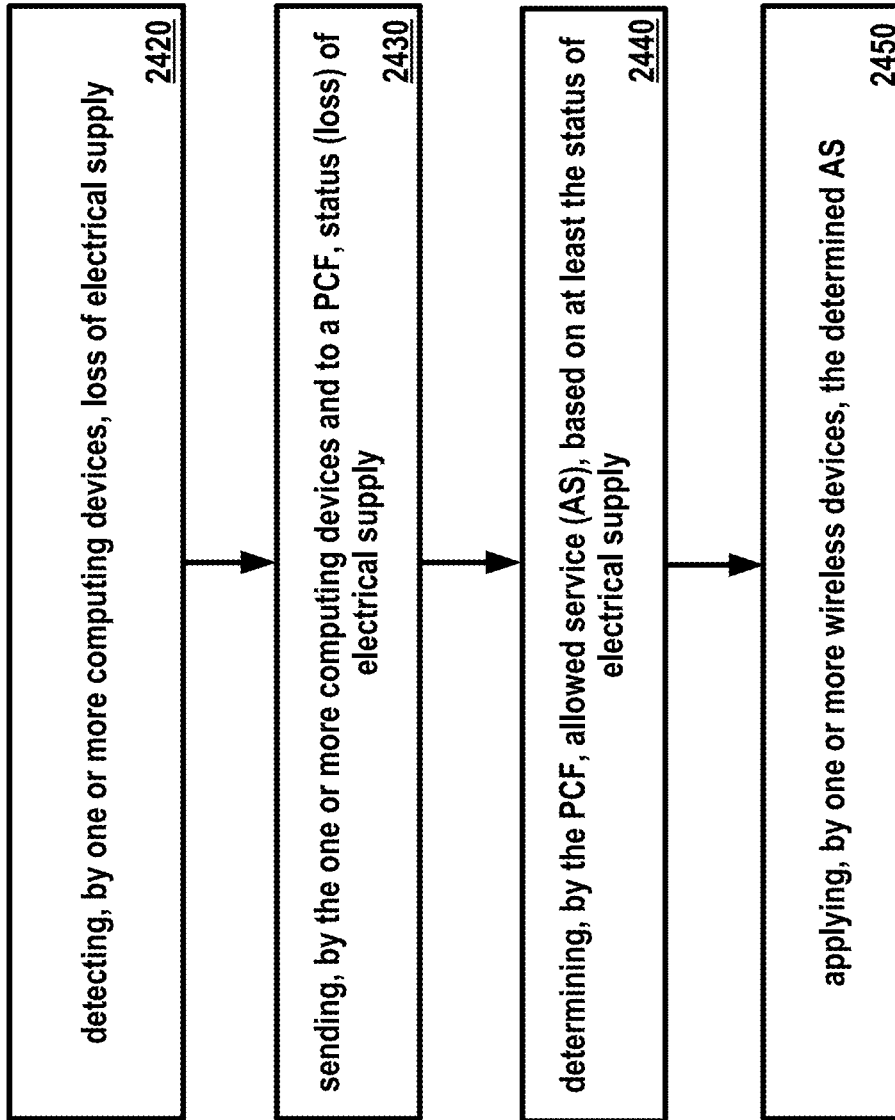 detecting, by one or more computing devices, loss of electrical supply
2420
sending, by the one or more computing devices and to a PCF, status (loss) of
electrical supply
2430
determining, by the PCF, allowed service (AS), based on at least the status of
electrical supply
2440
applying, by one or more wireless devices, the determined AS
2450